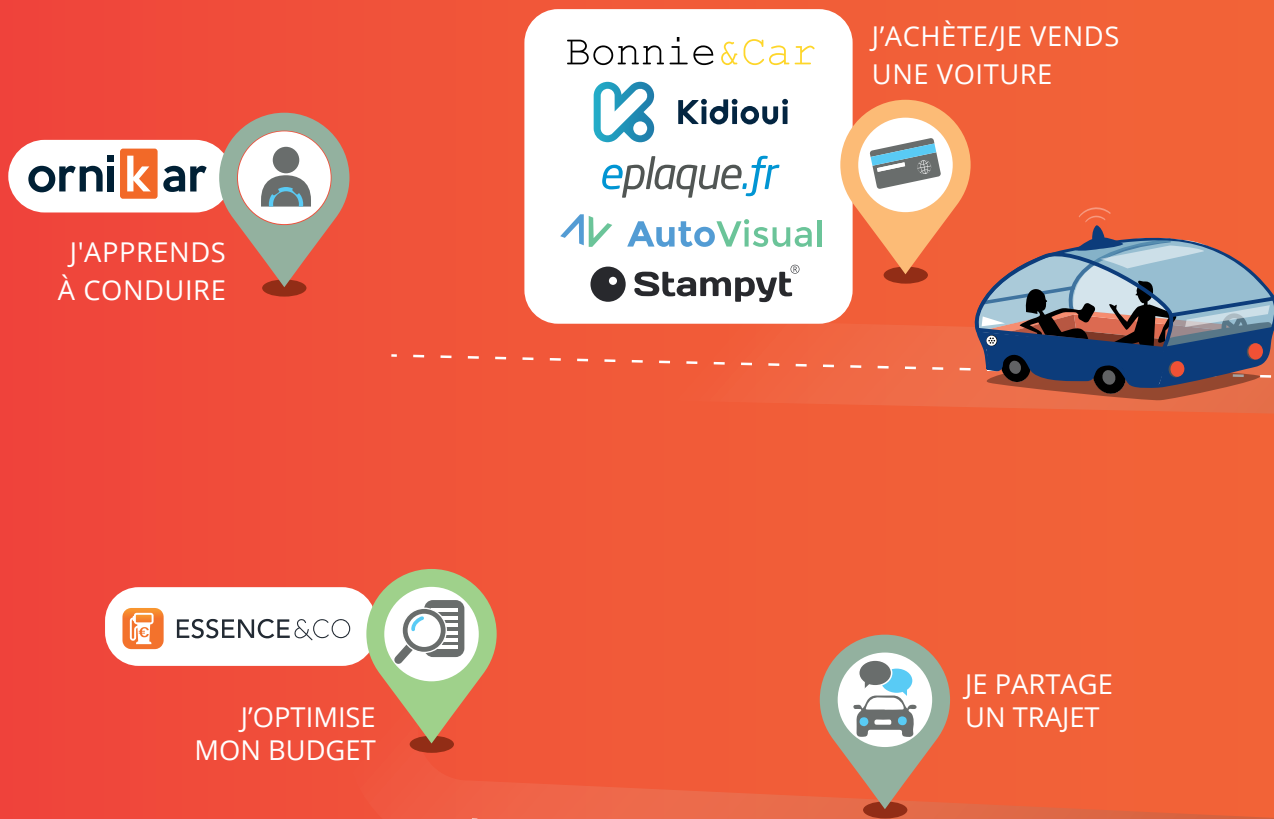 ornikar
J'APPRENDS
À CONDUIRE
Bonnie&Car
Kidioui
eplaque.fr
AutoVisual
Stampyt®
J’ACHÈTE/JE VENDS
UNE VOITURE
€ ESSENCE&CO
J’OPTIMISE
MON BUDGET
JE PARTAGE
UN TRAJET